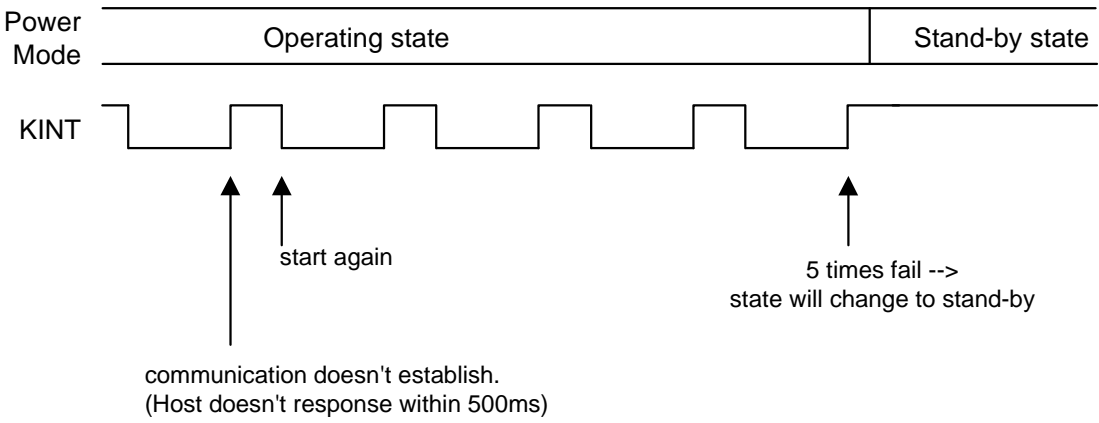 Power
Mode
Operating state
Stand-by state
KINT
start again
5 times fail -->
state will change to stand-by
communication doesn't establish.
(Host doesn't response within 500ms)